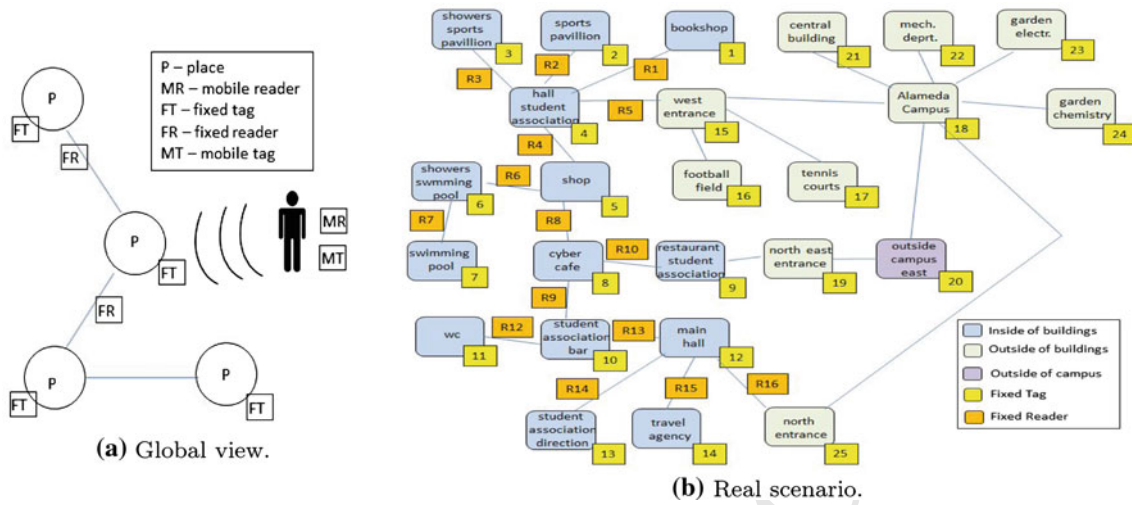 P – place
MR – mobile reader
FT – fixed tag
FR – fixed reader
MT – mobile tag
P
FT
FR
P
FT
MR
MT
FR
P
FT
P
FT
(a) Global view.
showers
sports
pavillion
3
sports
pavillion
2
bookshop
1
central
building
21
mech.
deprt.
22
garden
electr.
23
R3
R2
R1
hall
student
association
4
R5
west
entrance
15
Alameda
Campus
18
garden
chemistry
24
R4
showers
swmming
pool
6
R6
shop
5
football
field
16
tennis
courts
17
R7
R8
swimming
pool
7
cyber
cafe
8
R10
restaurant
student
association
9
north east
entrance
19
outside
campus
east
20
R9
wc
11
R12
student
association
bar
10
R13
main
hall
12
R14
R15
R16
student
association
direction
13
travel
agency
14
north
entrance
25
Inside of buildings
Outside of buildings
Outside of campus
Fixed Tag
Fixed Reader
(b) Real scenario.